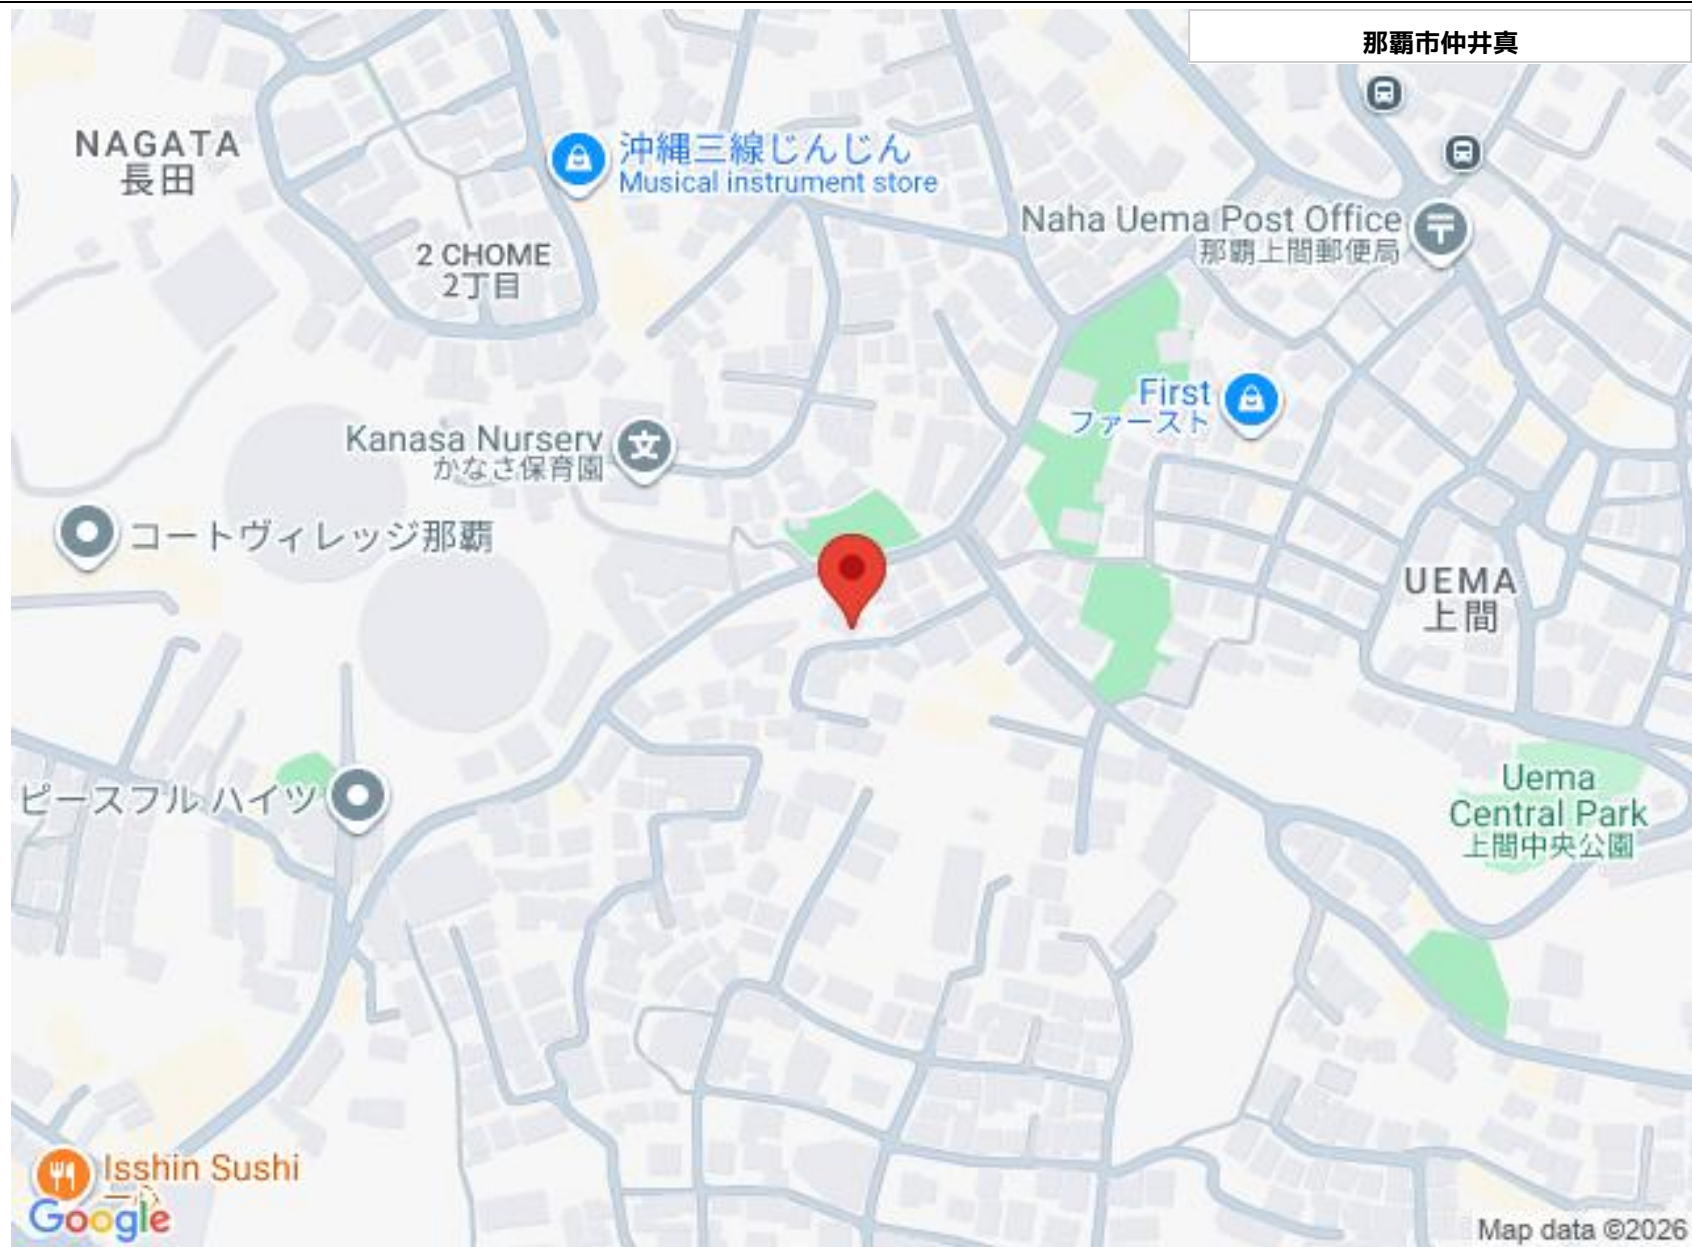 那覇市仲井真
NAGATA
長田
沖縄三線じんじん
Musical instrument store
Naha Uema Post Office
那覇上間郵便局
2 CHOME
2丁目
First
ファースト
Kanasa Nursery
かなさ保育園
コートヴィレッジ那覇
UEMA
上間
ピースフルハイツ
Uema
Central Park
上間中央公園
Isshin Sushi
Google
Map data ©2026